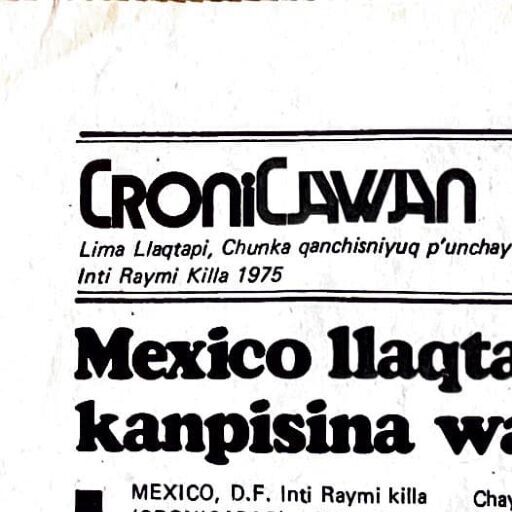 CRONICAWAN
Lima Llaqtapi, Chunka qanchisniyuq p'unchay
Inti Raymi Killa 1975
Mexico llaqta
kanpisina wa
MEXICO, D.F. Inti Raymi killa
Chay